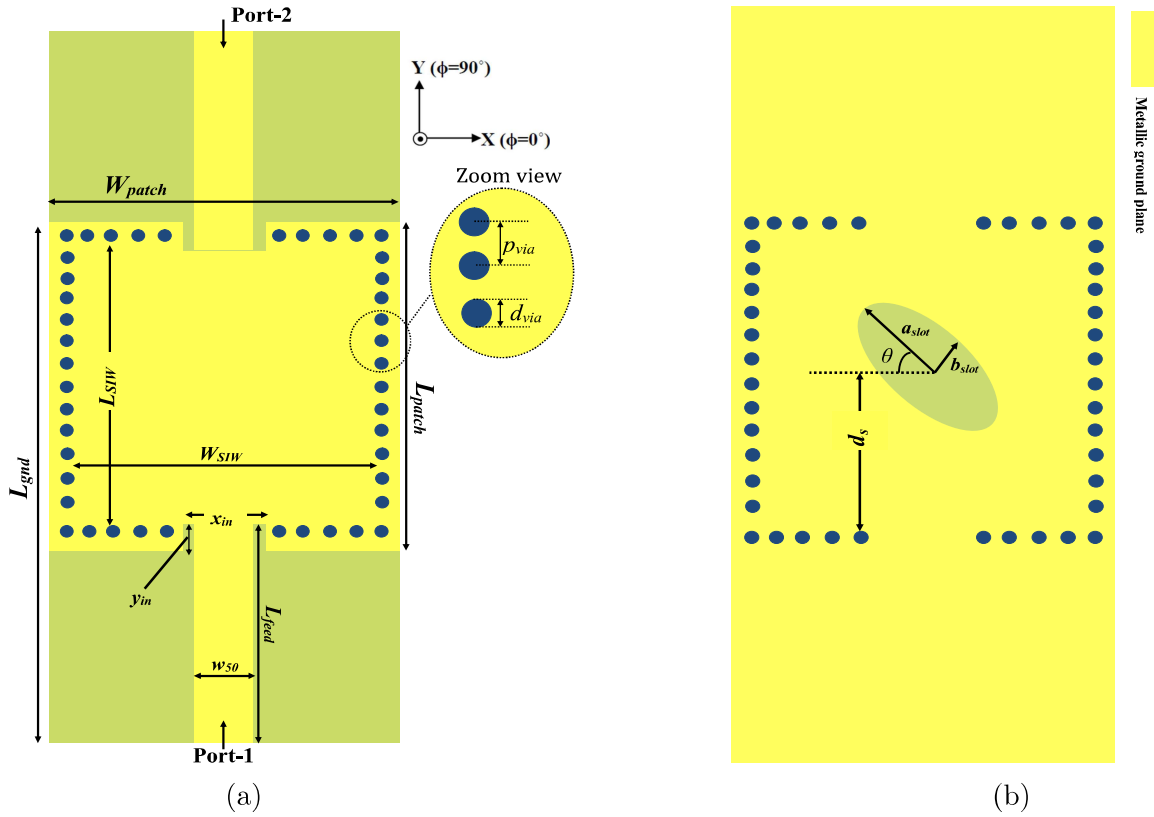 Port-2
Y (ϕ=90°)
X (ϕ=0°)
Zoom view
W_patch
p_via
d_via
L_SIW
L_patch
W_SIW
L_gnd
x_in
y_in
L_feed
w_50
Port-1
(a)
Metallic ground plane
a_slot
θ
b_slot
d_s
(b)